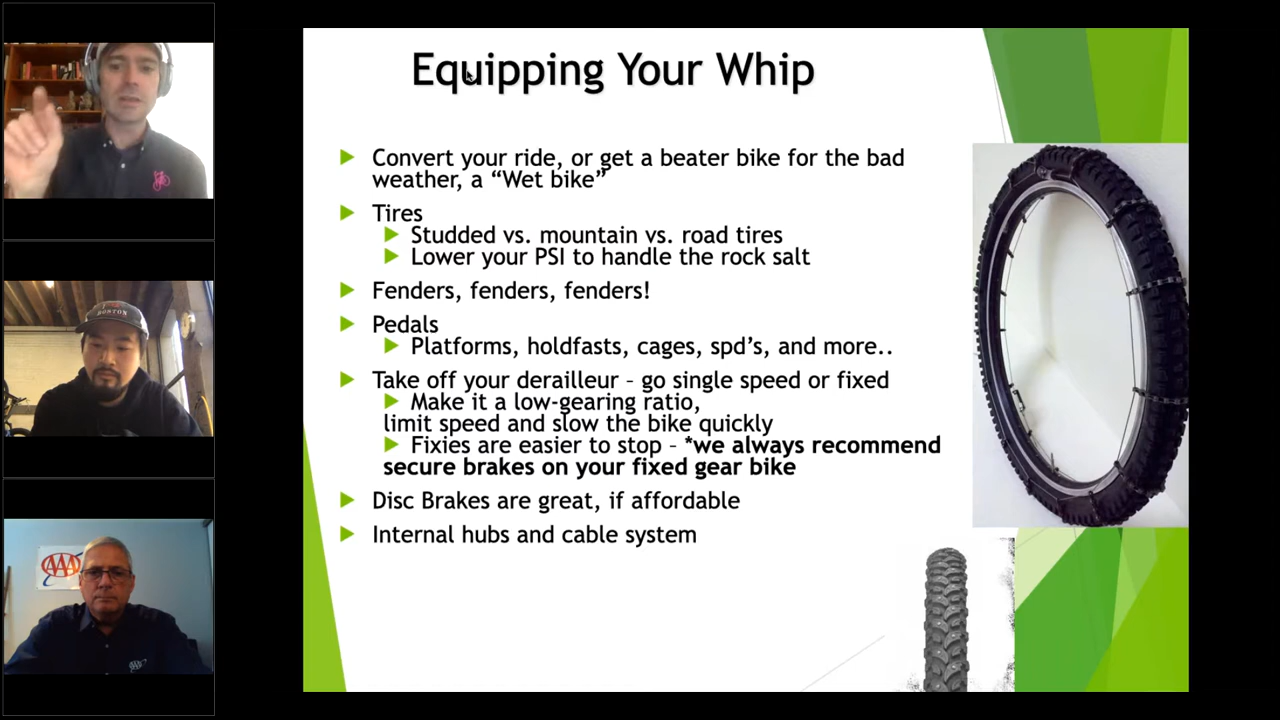 Equipping Your Whip
Convert your ride, or get a beater bike for the bad
weather, a “Wet bike”
Tires
Studded vs. mountain vs. road tires
Lower your PSI to handle the rock salt
Fenders, fenders, fenders!
Pedals
Platforms, holdfasts, cages, spd’s, and more..
Take off your derailleur – go single speed or fixed
Make it a low-gearing ratio,
limit speed and slow the bike quickly
Fixies are easier to stop – *we always recommend
secure brakes on your fixed gear bike
Disc Brakes are great, if affordable
Internal hubs and cable system
BOSTON
AAA
AAA